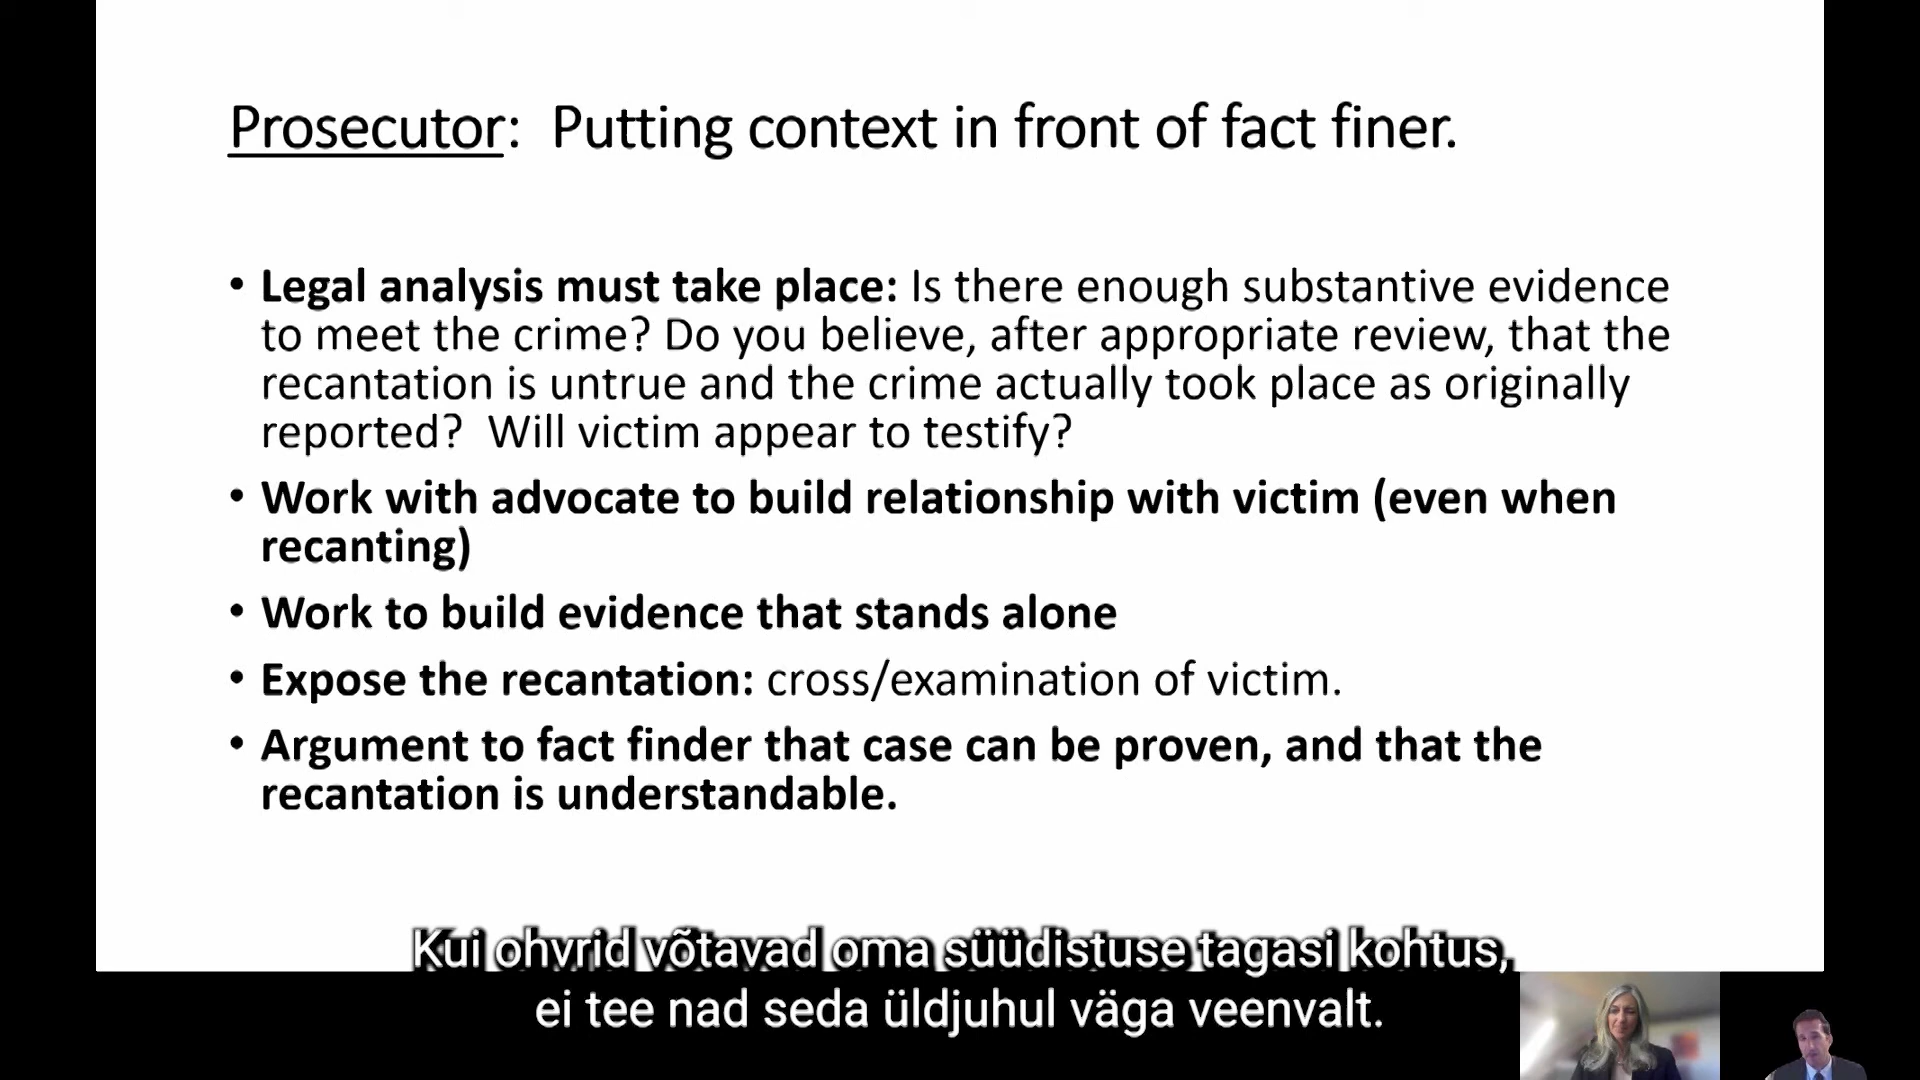 Prosecutor: Putting context in front of fact finer.
• Legal analysis must take place: Is there enough substantive evidence
to meet the crime? Do you believe, after appropriate review, that the
recantation is untrue and the crime actually took place as originally
reported? Will victim appear to testify?
• Work with advocate to build relationship with victim (even when
recanting)
• Work to build evidence that stands alone
• Expose the recantation: cross/examination of victim.
• Argument to fact finder that case can be proven, and that the
recantation is understandable.
Kui ohvrid võtavad oma süüdistuse tagasi kohtus,
ei tee nad seda üldjuhul väga veenvalt.